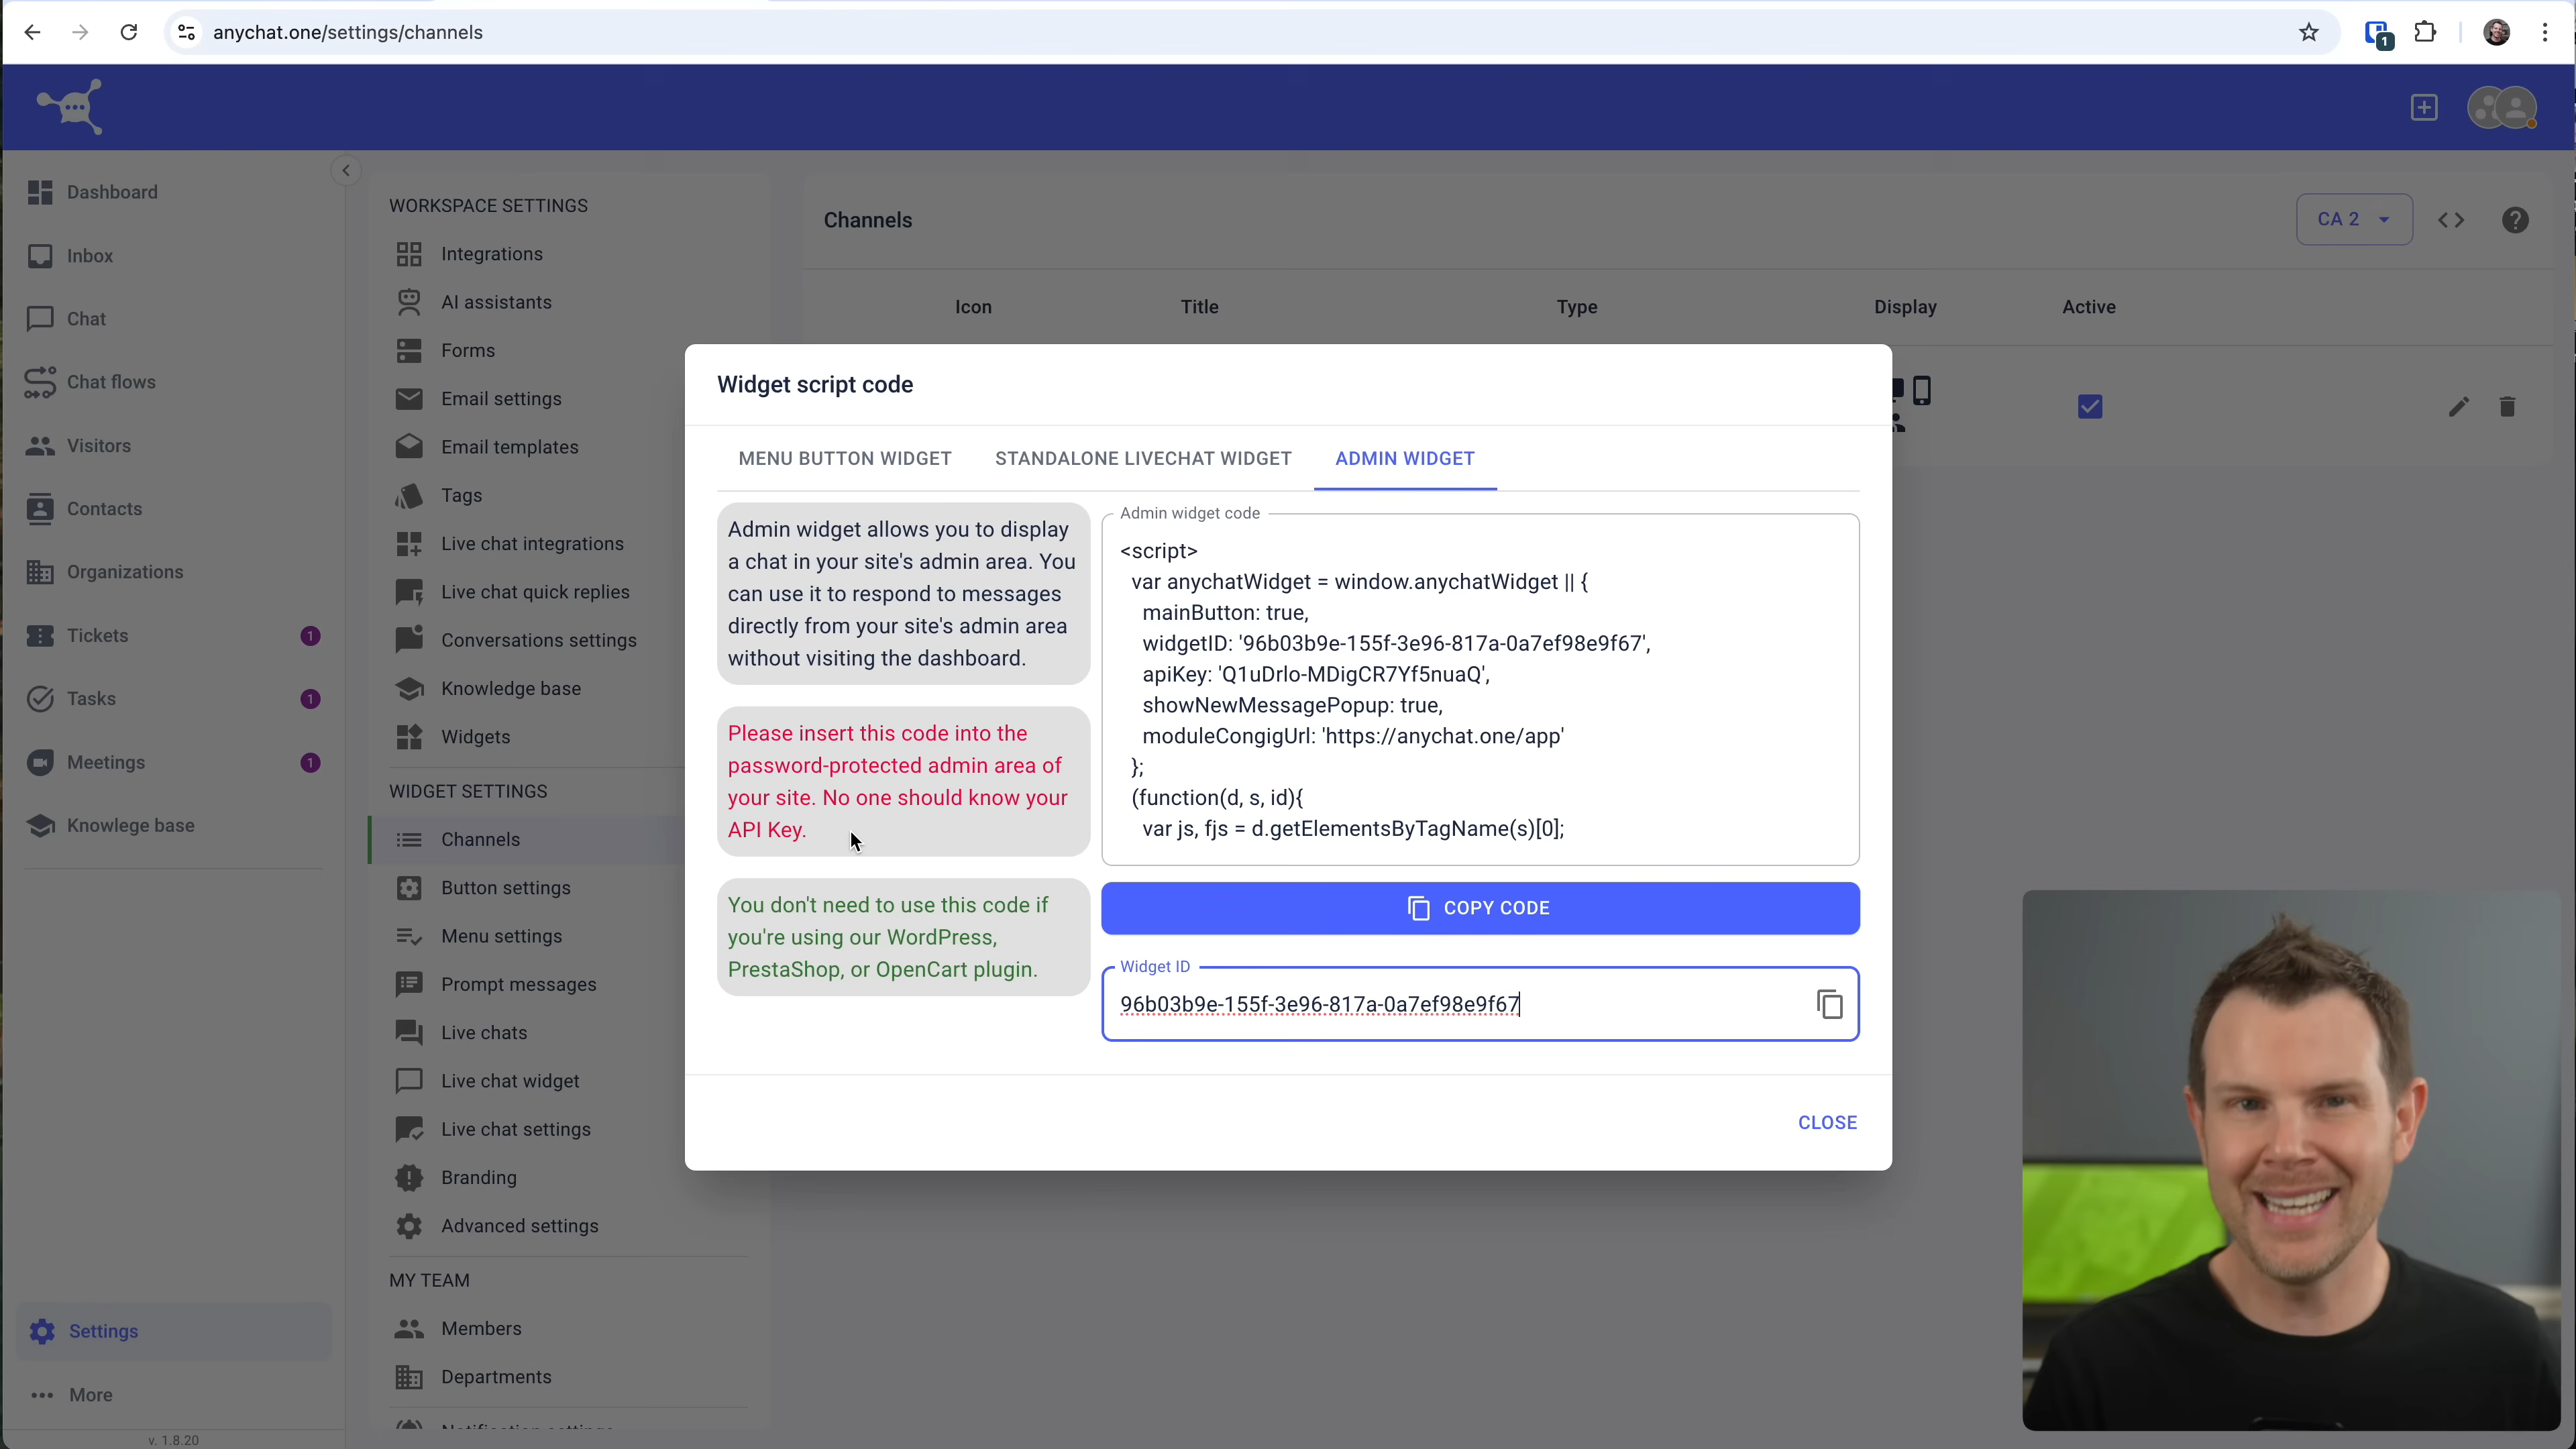 anychat.one/settings/channels
1
Dashboard
Inbox
Chat
Chat flows
Visitors
Contacts
Organizations
Tickets 1
Tasks 1
Meetings 1
Knowlege base
Settings
More
v. 1.8.20
WORKSPACE SETTINGS
Integrations
AI assistants
Forms
Email settings
Email templates
Tags
Live chat integrations
Live chat quick replies
Conversations settings
Knowledge base
Widgets
WIDGET SETTINGS
Channels
Button settings
Menu settings
Prompt messages
Live chats
Live chat widget
Live chat settings
Branding
Advanced settings
MY TEAM
Members
Departments
Channels
CA 2
Icon Title Type Display Active
Widget script code
MENU BUTTON WIDGET STANDALONE LIVECHAT WIDGET ADMIN WIDGET
Admin widget allows you to display
a chat in your site's admin area. You
can use it to respond to messages
directly from your site's admin area
without visiting the dashboard.
Please insert this code into the
password-protected admin area of
your site. No one should know your
API Key.
You don't need to use this code if
you're using our WordPress,
PrestaShop, or OpenCart plugin.
Admin widget code
<script>
var anychatWidget = window.anychatWidget || {
mainButton: true,
widgetID: '96b03b9e-155f-3e96-817a-0a7ef98e9f67',
apiKey: 'Q1uDrlo-MDigCR7Yf5nuaQ',
showNewMessagePopup: true,
moduleCongigUrl: 'https://anychat.one/app'
};
(function(d, s, id){
var js, fjs = d.getElementsByTagName(s)[0];
COPY CODE
Widget ID
96b03b9e-155f-3e96-817a-0a7ef98e9f67
CLOSE